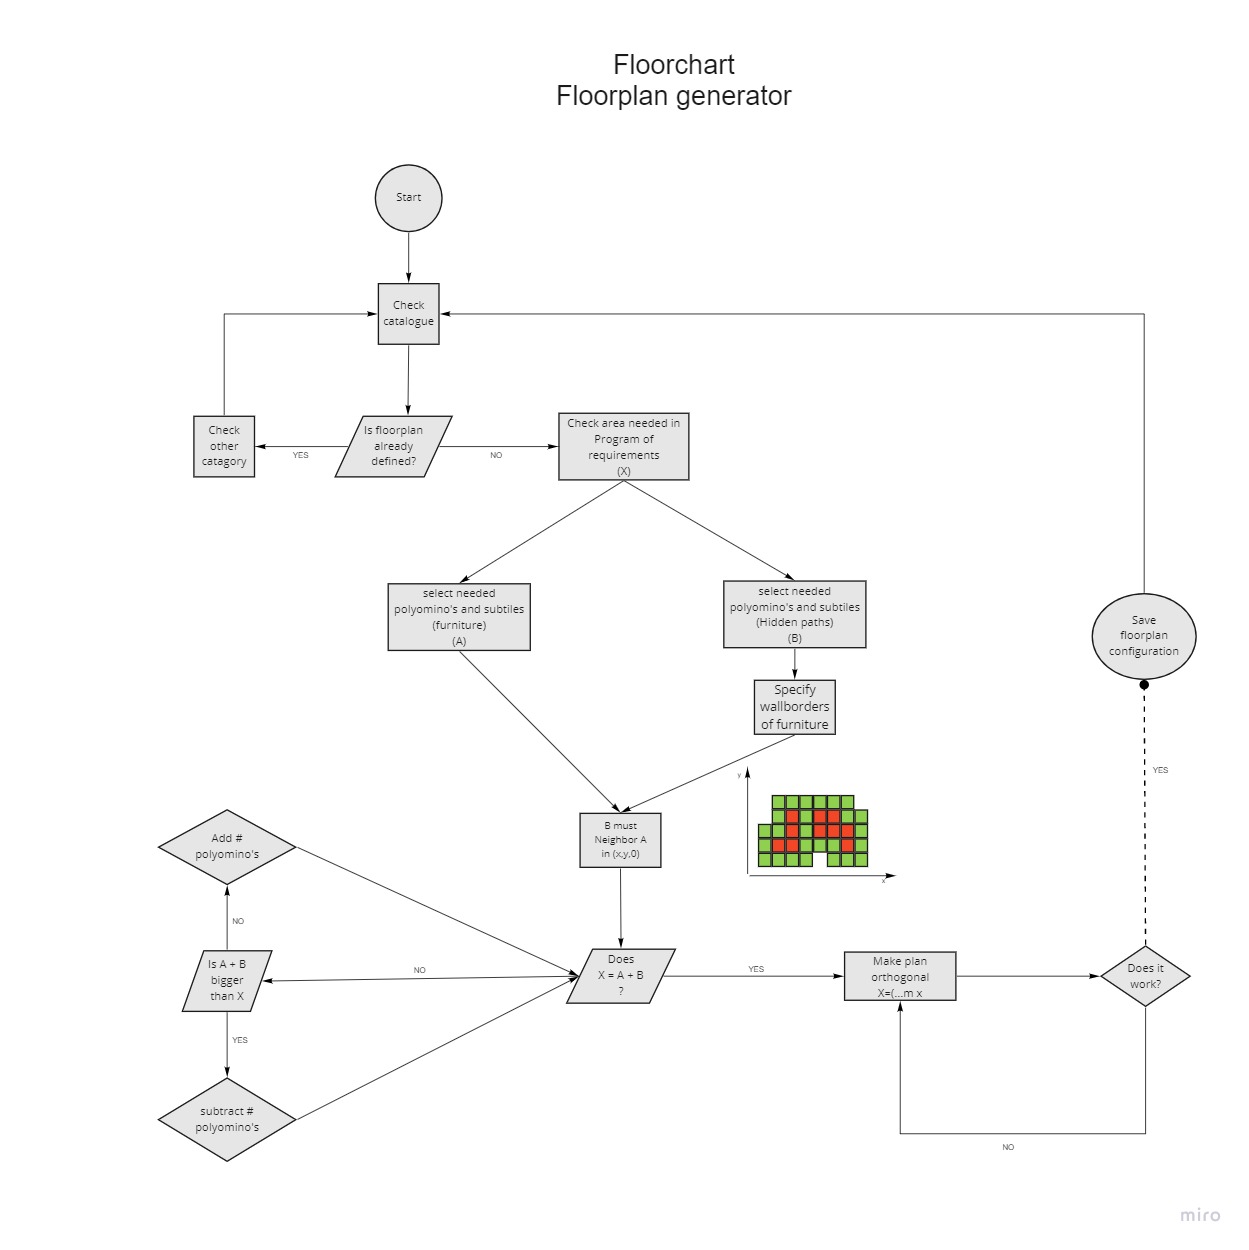 Floorchart
Floorplan generator
Start
Check
catalogue
Check
other
catagory
YES
Is floorplan
already
defined?
NO
Check area needed in
Program of
requirements
(X)
select needed
polyomino's and subtiles
(furniture)
(A)
select needed
polyomino's and subtiles
(Hidden paths)
(B)
Specify
wallborders
of furniture
Save
floorplan
configuration
YES
y
x
B must
Neighbor A
in (x,y,0)
Add #
polyomino's
NO
Is A + B
bigger
than X
YES
subtract #
polyomino's
NO
Does
X = A + B
?
YES
Make plan
orthogonal
X=(...m x
Does it
work?
NO
miro